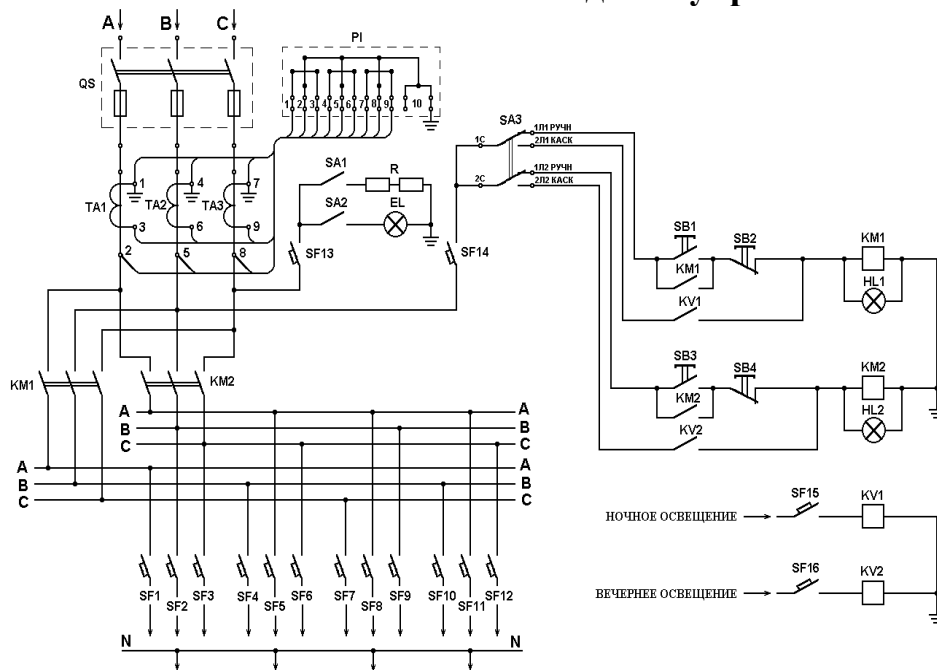 A B C
PI
QS
1 2 3 4 5 6 7 8 9 10
SA3
1С 1Л1 РУЧН
2Л1 КАСК
2С 1Л2 РУЧН
2Л2 КАСК
SA1 R
SA2 EL
1 4 7
TA1 TA2 TA3
3 6 9
2 5 8
SF13 SF14
SB1 SB2 KM1
KM1 HL1
KV1
SB3 SB4 KM2
KM2 HL2
KV2
KM1 KM2
A A
B B
C C
A A
B B
C C
SF1 SF2 SF3 SF4 SF5 SF6 SF7 SF8 SF9 SF10 SF11 SF12
N N
НОЧНОЕ ОСВЕЩЕНИЕ SF15 KV1
ВЕЧЕРНЕЕ ОСВЕЩЕНИЕ SF16 KV2